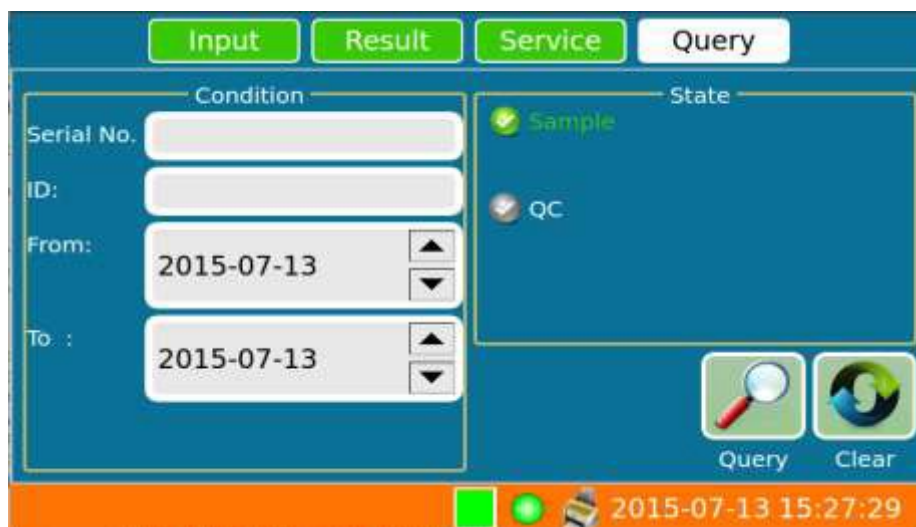 Input Result Service Query
Condition
Serial No.
ID:
From: 2015-07-13
To : 2015-07-13
State
Sample
QC
Query Clear
2015-07-13 15:27:29